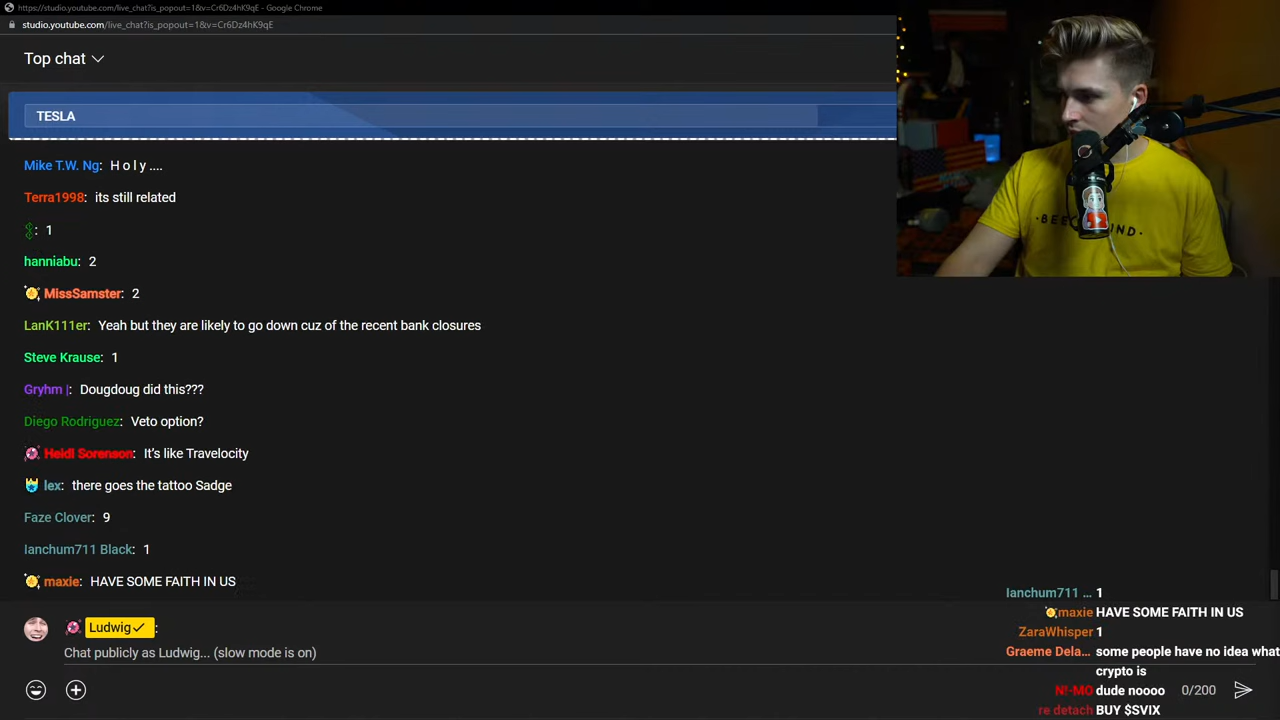 https://studio.youtube.com/live_chat?is_popout=1&v=Cr6Dz4hK9qE - Google Chrome
studio.youtube.com/live_chat?is_popout=1&v=Cr6Dz4hK9qE
Top chat
TESLA
Mike T.W. Ng: H o l y ....
Terra1998: its still related
: 1
hanniabu: 2
MissSamster: 2
LanK111er: Yeah but they are likely to go down cuz of the recent bank closures
Steve Krause: 1
Gryhm |: Dougdoug did this???
Diego Rodriguez: Veto option?
Heidi Sorenson: It's like Travelocity
lex: there goes the tattoo Sadge
Faze Clover: 9
Ianchum711 Black: 1
maxie: HAVE SOME FAITH IN US
Ludwig :
Chat publicly as Ludwig... (slow mode is on)
Ianchum711 ... 1
maxie HAVE SOME FAITH IN US
ZaraWhisper 1
Graeme Dela... some people have no idea what
crypto is
N!-MO dude noooo
0/200
re detach BUY $SVIX